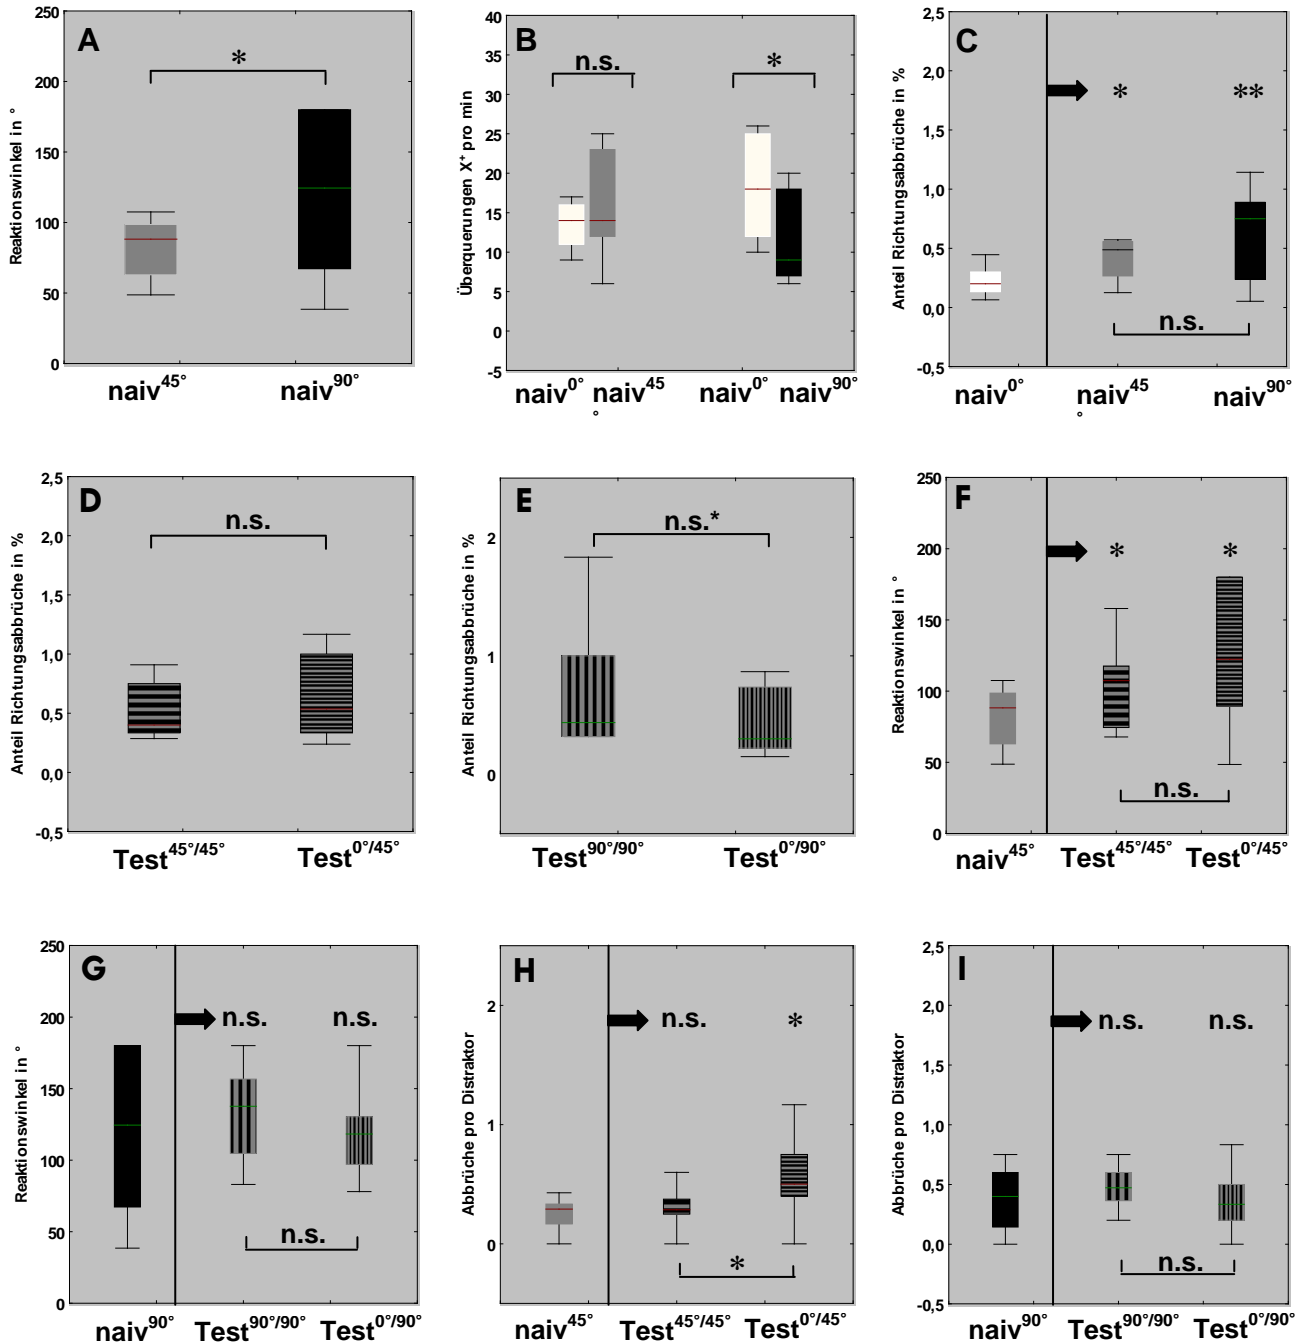 A
Reaktionswinkel in °
250
200
150
100
50
0
*
naiv45°
naiv90°
B
Überquerungen X+ pro min
40
35
30
25
20
15
10
5
0
-5
n.s.
*
naiv0°
naiv45
°
naiv0°
naiv90°
C
Anteil Richtungsabbrüche in %
2,5
2,0
1,5
1,0
0,5
0,0
-0,5
*
**
n.s.
naiv0°
naiv45
°
naiv90°
D
Anteil Richtungsabbrüche in %
2,5
2,0
1,5
1,0
0,5
0,0
-0,5
n.s.
Test45°/45°
Test0°/45°
E
Anteil Richtungsabbrüche in %
2
1
0
n.s.*
Test90°/90°
Test0°/90°
F
Reaktionswinkel in °
250
200
150
100
50
0
*
*
n.s.
naiv45°
Test45°/45°
Test0°/45°
G
Reaktionswinkel in °
250
200
150
100
50
0
n.s.
n.s.
n.s.
naiv90°
Test90°/90°
Test0°/90°
H
Abbrüche pro Distraktor
2
1
0
n.s.
*
*
naiv45°
Test45°/45°
Test0°/45°
I
Abbrüche pro Distraktor
2,5
2,0
1,5
1,0
0,5
0,0
-0,5
n.s.
n.s.
n.s.
naiv90°
Test90°/90°
Test0°/90°